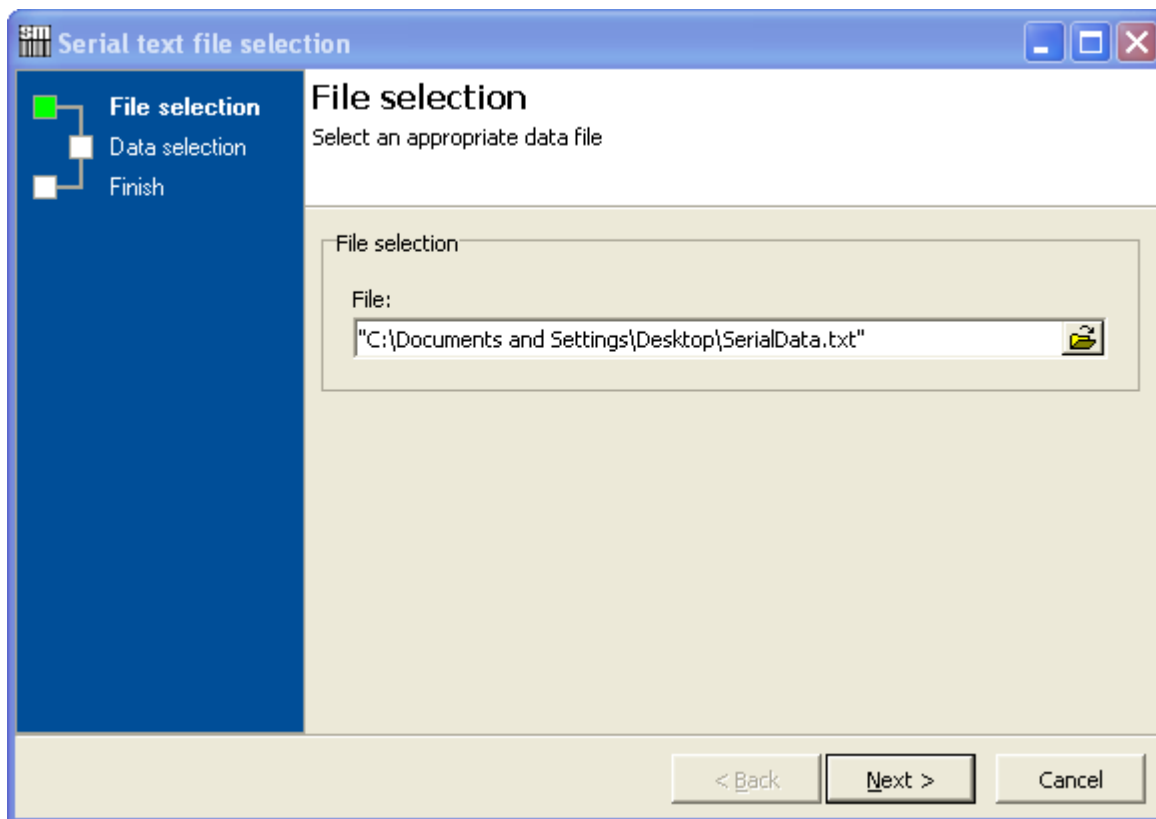 sm
Serial text file selection
File selection
Data selection
Finish
File selection
Select an appropriate data file
File selection
File:
"C:\Documents and Settings\Desktop\SerialData.txt"
< Back
Next >
Cancel